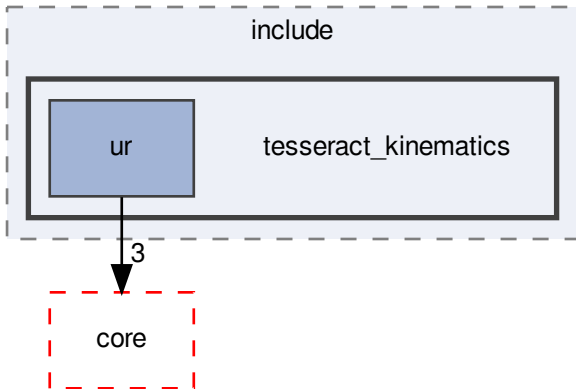 include
ur
tesseract_kinematics
3
core